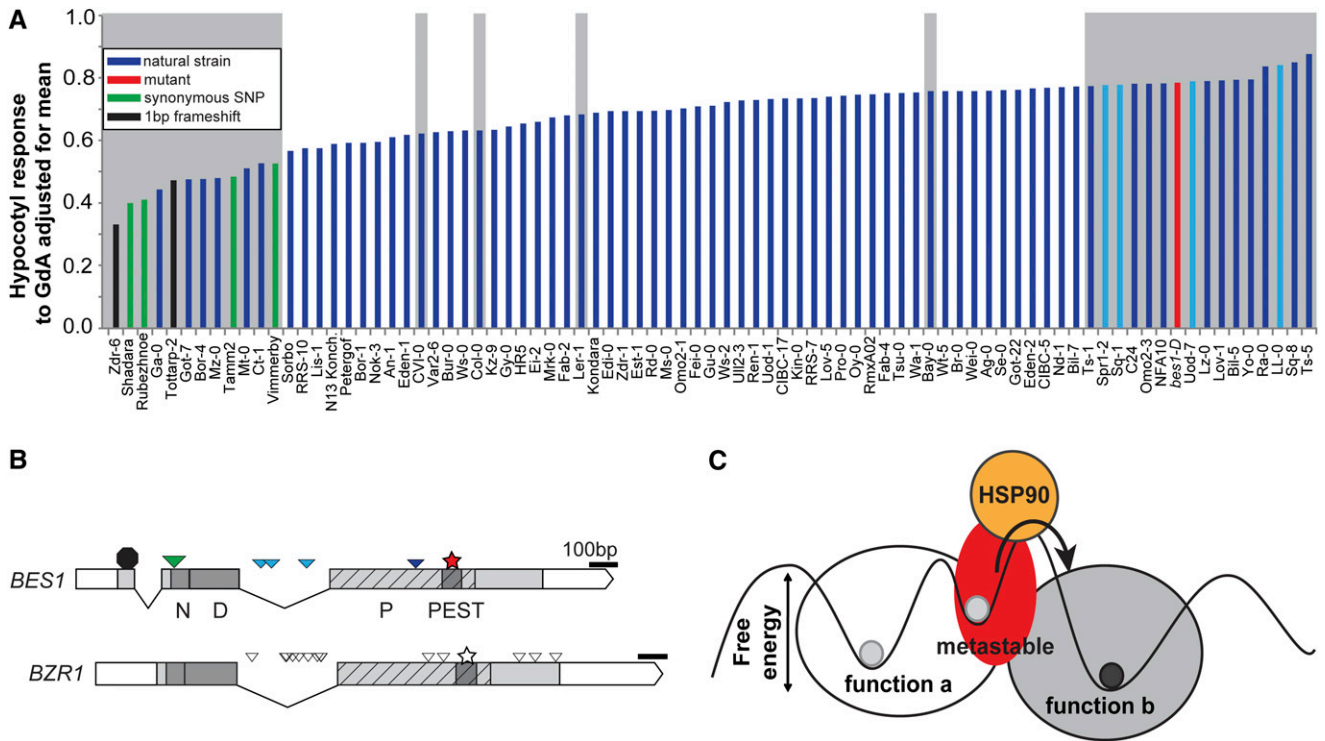 A
Hypocotyl response
to GdA adjusted for mean
1.0
0.8
0.6
0.4
0.2
0.0
natural strain
mutant
synonymous SNP
1bp frameshift
Zdr-6
Shahdara
Rubezhnoe
Ga-0
Tottarp-2
Got-7
Bor-4
Mz-0
Tamm2
Mt-0
Ct-1
Vimmerby
Sorbo
RRS-10
Lis-1
N13 Konch.
Petergof
Bor-1
Nok-3
An-1
Eden-1
CVI-0
Var2-6
Bur-0
Ws-0
Col-0
Kz-9
Gy-0
HR5
Ei-2
Mrk-0
Fab-2
Ler-1
Kondara
Edi-0
Zdr-1
Est-1
Rd-0
Ms-0
Omo2-1
Fei-0
Gu-0
Ws-2
Ull2-3
Ren-1
Uod-1
CIBC-17
Kin-0
RRS-7
Lov-5
Pro-0
Oy-0
RmxA02
Fab-4
Tsu-0
Wa-1
Bay-0
Wt-5
Br-0
Wei-0
Ag-0
Se-0
Got-22
Eden-2
CIBC-5
Nd-1
Bil-7
Ts-1
Spr1-2
Sq-1
C24
Omo2-3
NFA10
bes1-D
Uod-7
Lz-0
Lov-1
Bil-5
Yo-0
Ra-0
LL-0
Sq-8
Ts-5
B
100bp
BES1
N D P PEST
BZR1
C
HSP90
Free
energy
metastable
function a
function b